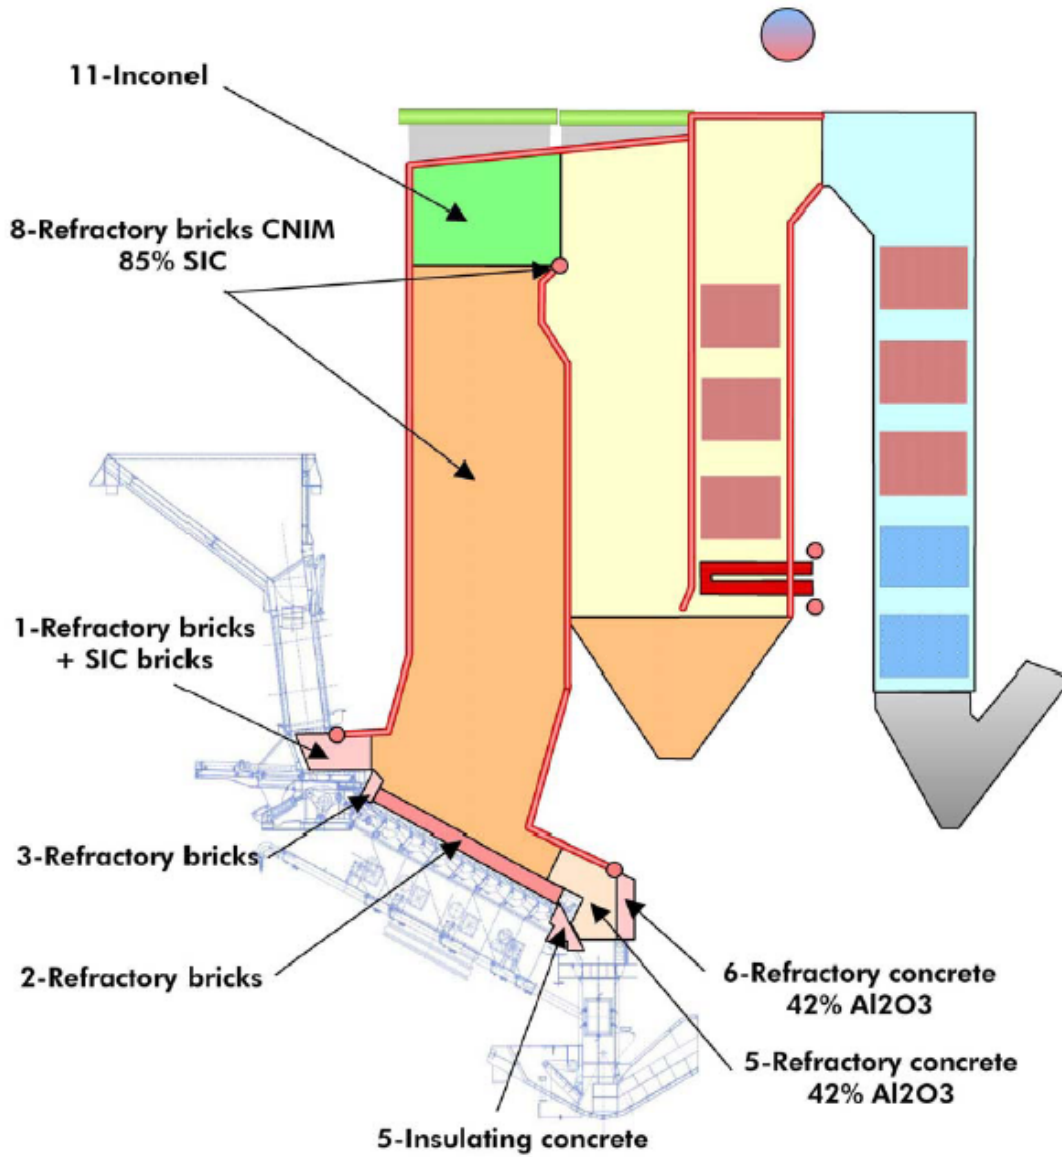 11-Inconel
8-Refractory bricks CNIM
85% SIC
1-Refractory bricks
+ SIC bricks
3-Refractory bricks
2-Refractory bricks
6-Refractory concrete
42% Al2O3
5-Refractory concrete
42% Al2O3
5-Insulating concrete